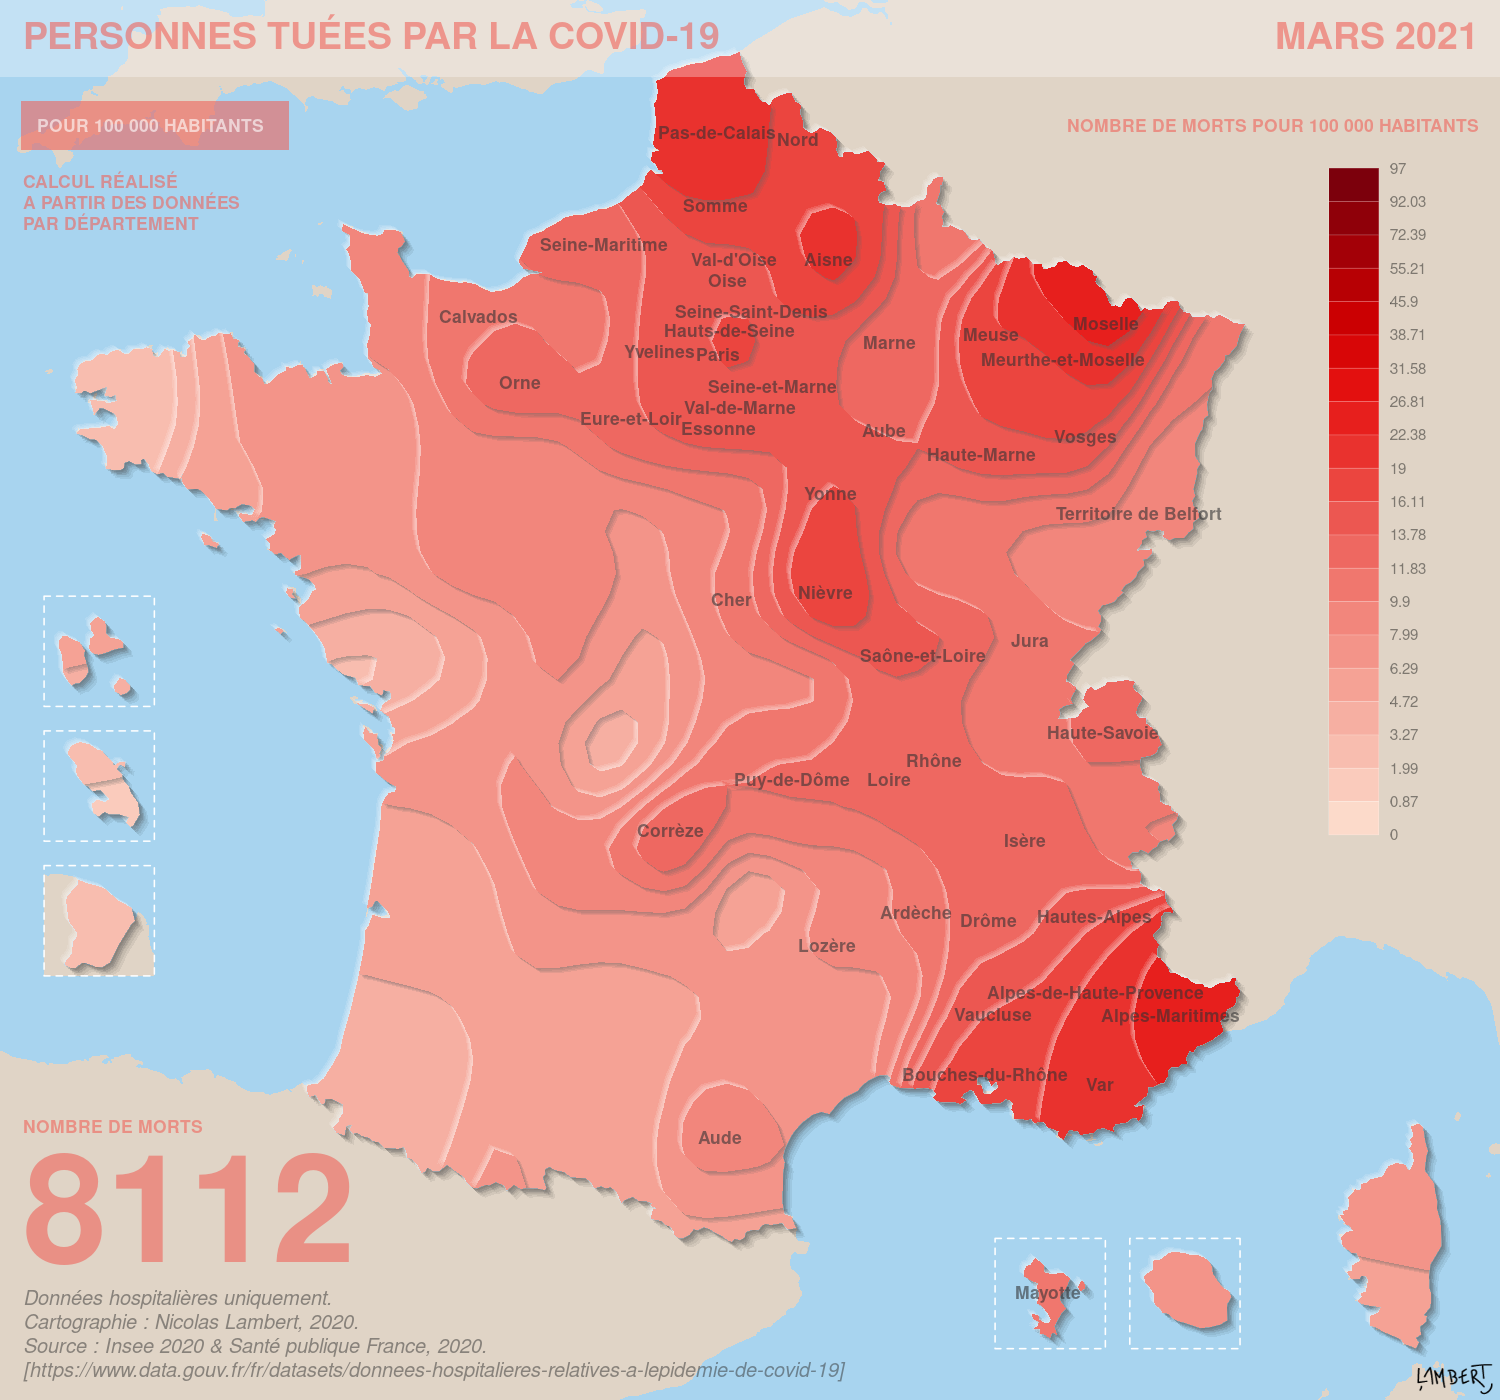 PERSONNES TUÉES PAR LA COVID-19
MARS 2021
POUR 100 000 HABITANTS
CALCUL RÉALISÉ
A PARTIR DES DONNÉES
PAR DÉPARTEMENT
NOMBRE DE MORTS POUR 100 000 HABITANTS
97
92.03
72.39
55.21
45.9
38.71
31.58
26.81
22.38
19
16.11
13.78
11.83
9.9
7.99
6.29
4.72
3.27
1.99
0.87
0
Pas-de-Calais
Nord
Somme
Seine-Maritime
Val-d'Oise
Aisne
Oise
Calvados
Seine-Saint-Denis
Hauts-de-Seine
Yvelines
Paris
Marne
Meuse
Moselle
Meurthe-et-Moselle
Orne
Seine-et-Marne
Val-de-Marne
Eure-et-Loir
Essonne
Aube
Vosges
Haute-Marne
Yonne
Territoire de Belfort
Nièvre
Cher
Jura
Saône-et-Loire
Haute-Savoie
Rhône
Puy-de-Dôme
Loire
Corrèze
Isère
Ardèche
Drôme
Hautes-Alpes
Lozère
Alpes-de-Haute-Provence
Vaucluse
Alpes-Maritimes
Bouches-du-Rhône
Var
Aude
Mayotte
NOMBRE DE MORTS
8112
Données hospitalières uniquement.
Cartographie : Nicolas Lambert, 2020.
Source : Insee 2020 & Santé publique France, 2020.
[https://www.data.gouv.fr/fr/datasets/donnees-hospitalieres-relatives-a-lepidemie-de-covid-19]
LAMBERT